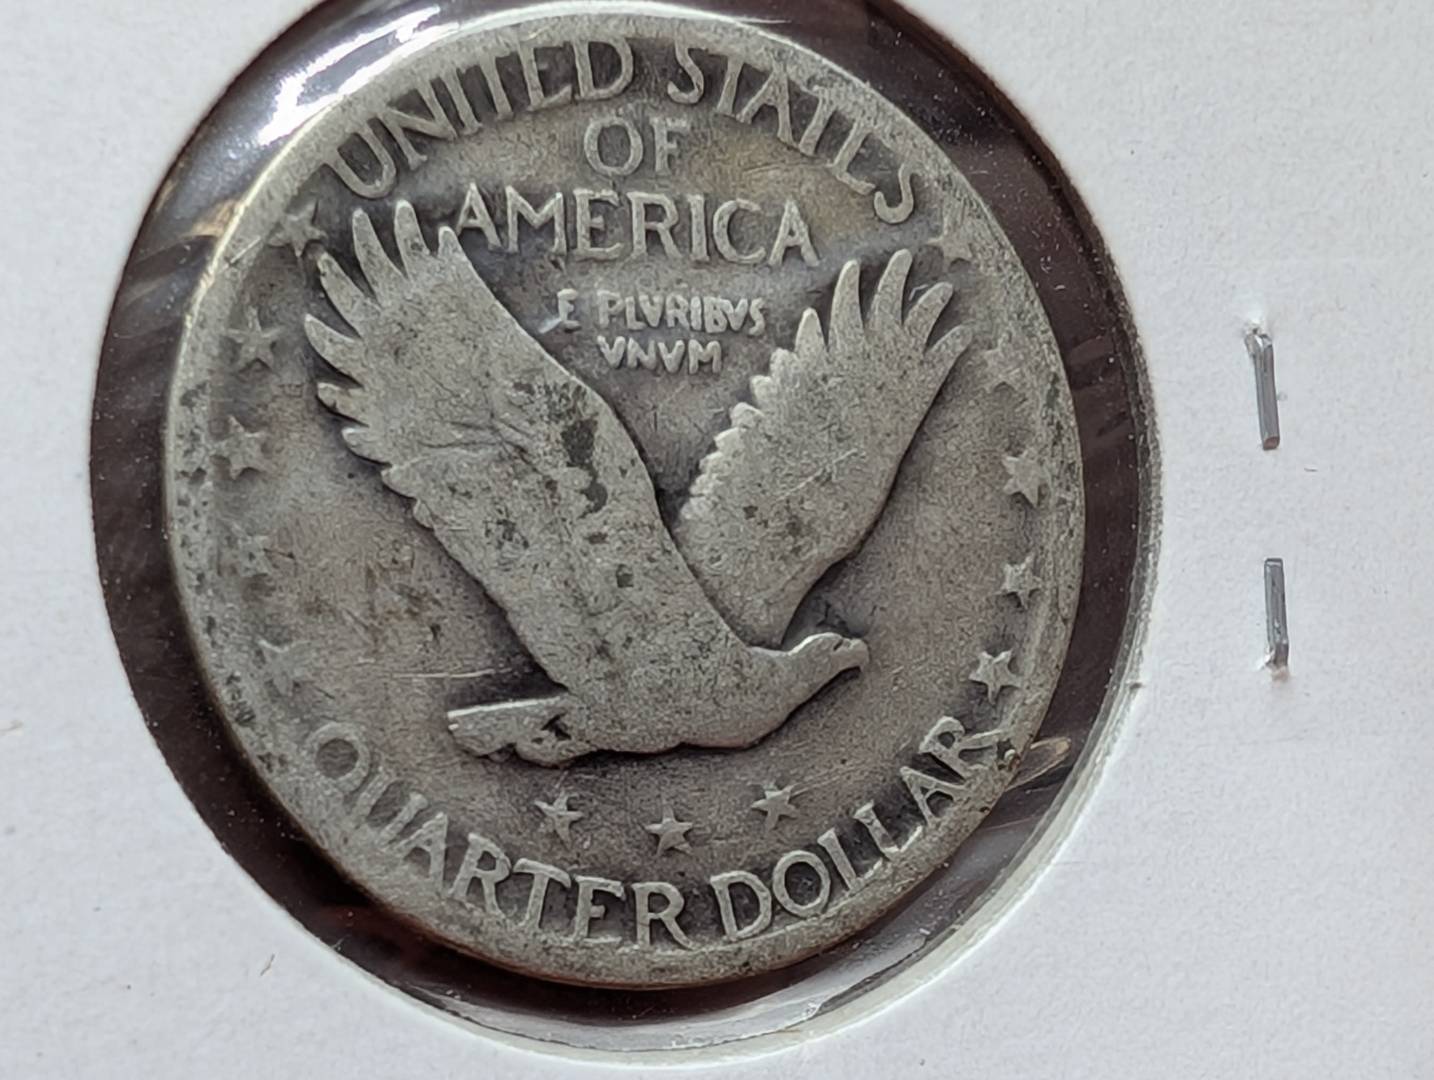 UNITED STATES
OF
AMERICA
E PLVRIBVS
VNVM
QUARTER DOLLAR